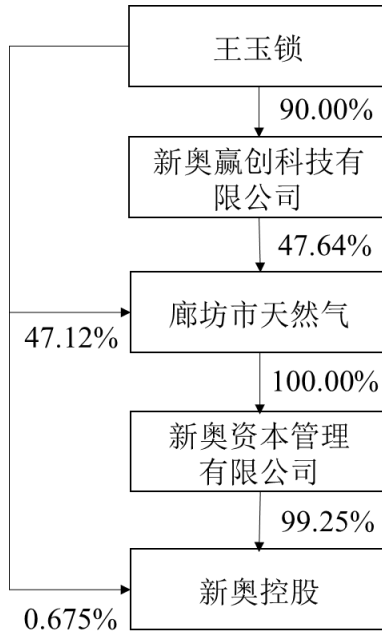 王玉锁
90.00%
新奥赢创科技有
限公司
47.64%
廊坊市天然气
47.12%
100.00%
新奥资本管理
有限公司
99.25%
新奥控股
0.675%